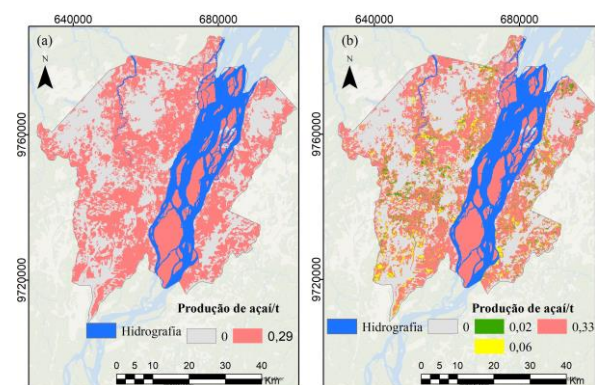 640000 680000 640000 680000
(a) (b)
N N
9760000 9760000
9720000 9720000
Produção de açaí/t Produção de açaí/t
Hidrografia 0 0,29 Hidrografia 0 0,02 0,33
0,06
0 5 10 20 30 40 Km 0 5 10 20 30 40 Km